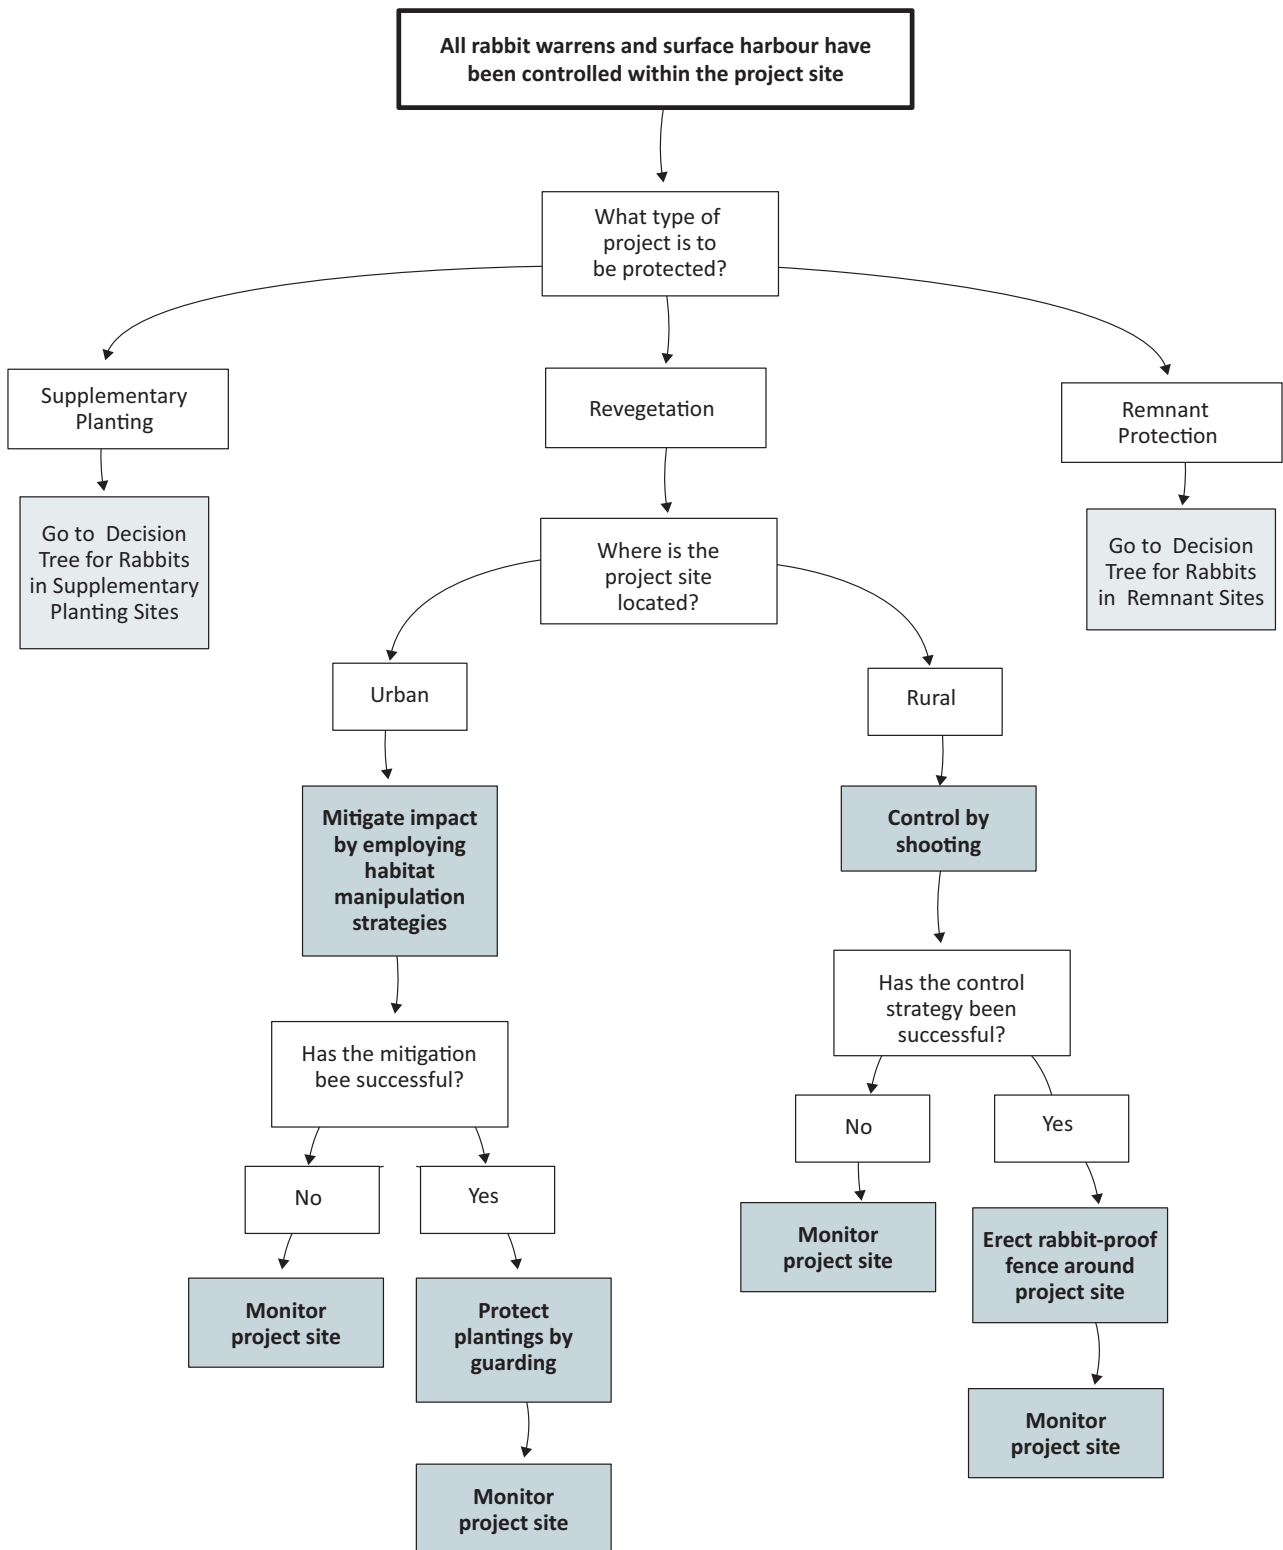 All rabbit warrens and surface harbour have
been controlled within the project site
What type of
project is to
be protected?
Supplementary
Planting
Revegetation
Remnant
Protection
Go to Decision
Tree for Rabbits
in Supplementary
Planting Sites
Where is the
project site
located?
Go to Decision
Tree for Rabbits
in Remnant Sites
Urban
Rural
Mitigate impact
by employing
habitat
manipulation
strategies
Control by
shooting
Has the mitigation
bee successful?
Has the control
strategy been
successful?
No
Yes
No
Yes
Monitor
project site
Protect
plantings by
guarding
Monitor
project site
Erect rabbit-proof
fence around
project site
Monitor
project site
Monitor
project site